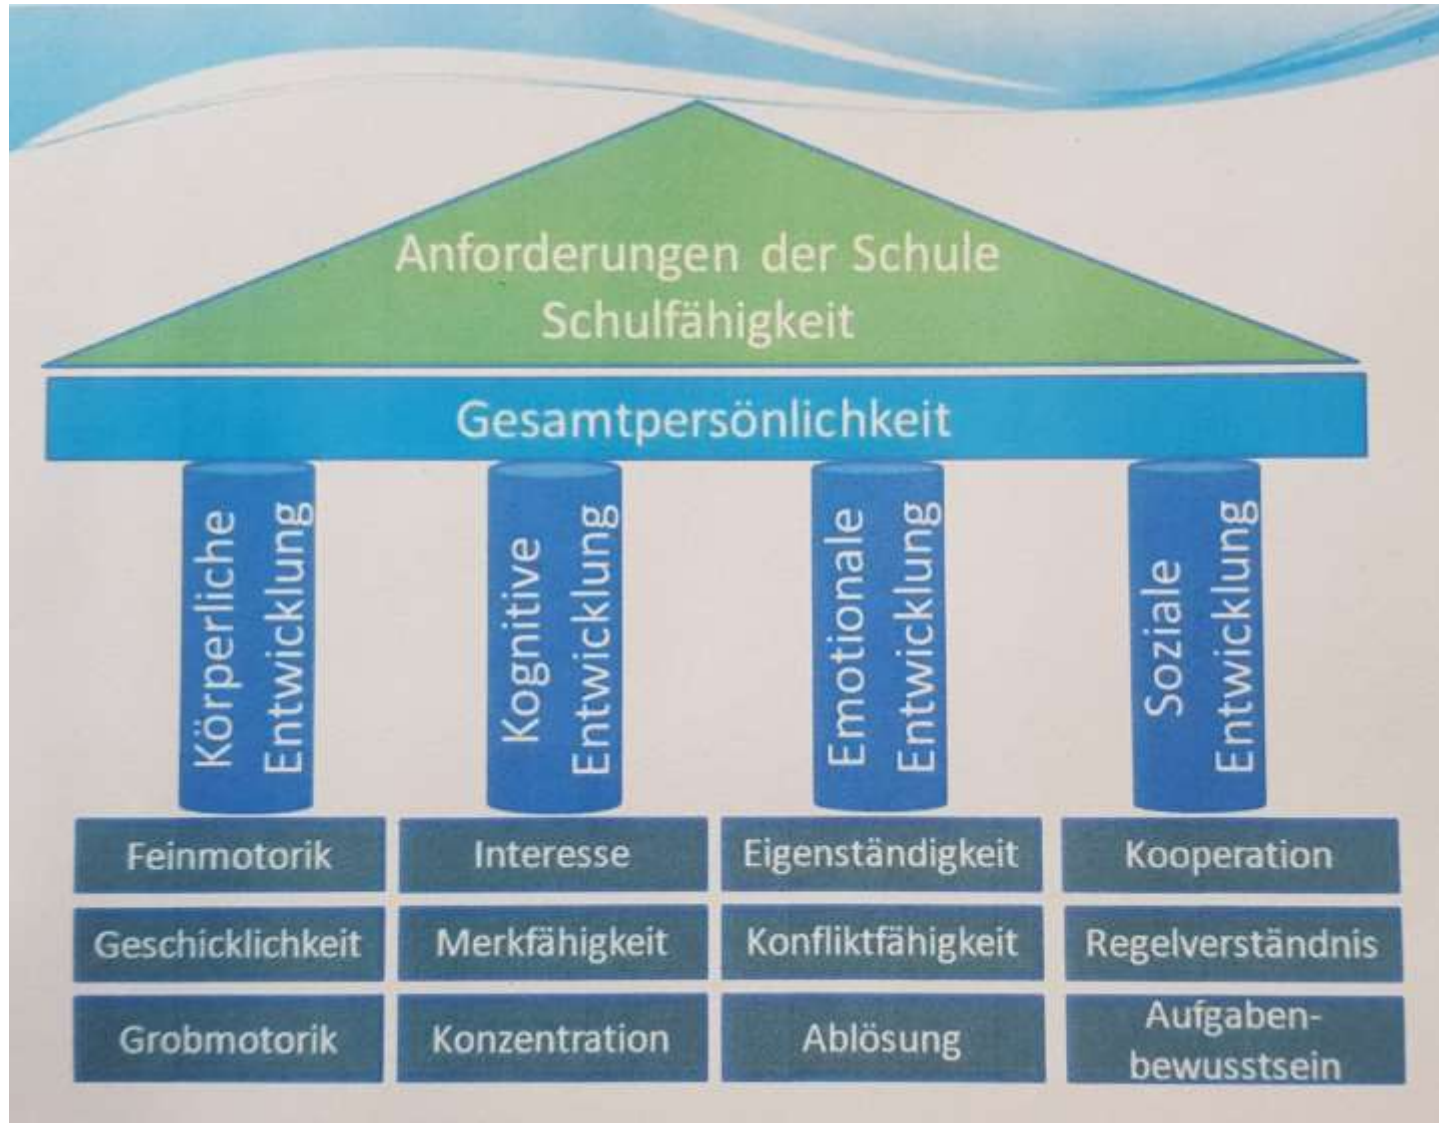 Anforderungen der Schule
Schulfähigkeit
Gesamtpersönlichkeit
Körperliche
Entwicklung
Kognitive
Entwicklung
Emotionale
Entwicklung
Soziale
Entwicklung
Feinmotorik
Interesse
Eigenständigkeit
Kooperation
Geschicklichkeit
Merkfähigkeit
Konfliktfähigkeit
Regelverständnis
Grobmotorik
Konzentration
Ablösung
Aufgaben-
bewusstsein